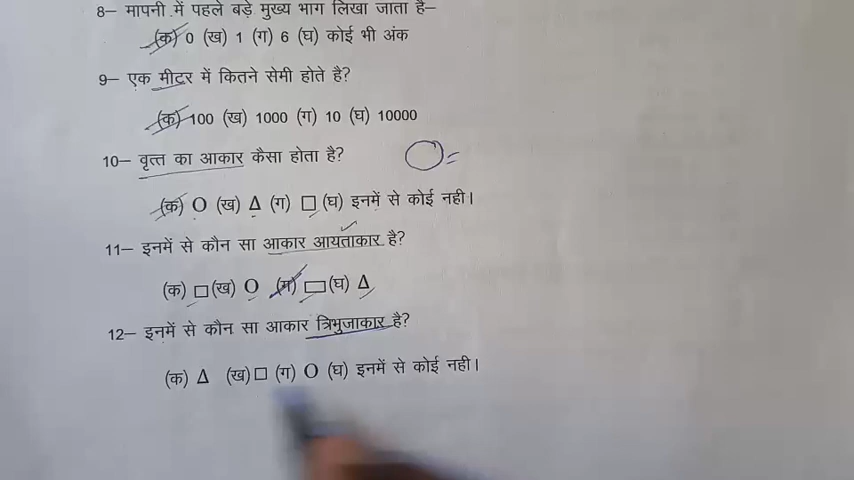 8– मापनी में पहले बड़े मुख्य भाग लिखा जाता है–
(क) 0 (ख) 1 (ग) 6 (घ) कोई भी अंक
9– एक मीटर में कितने सेमी होते है?
(क) 100 (ख) 1000 (ग) 10 (घ) 10000
10– वृत्त का आकार कैसा होता है?
(क) O (ख) Δ (ग) □ (घ) इनमें से कोई नही।
11– इनमें से कौन सा आकार आयताकार है?
(क) □ (ख) O (ग) ▭ (घ) Δ
12– इनमें से कौन सा आकार त्रिभुजाकार है?
(क) Δ (ख) □ (ग) O (घ) इनमें से कोई नही।